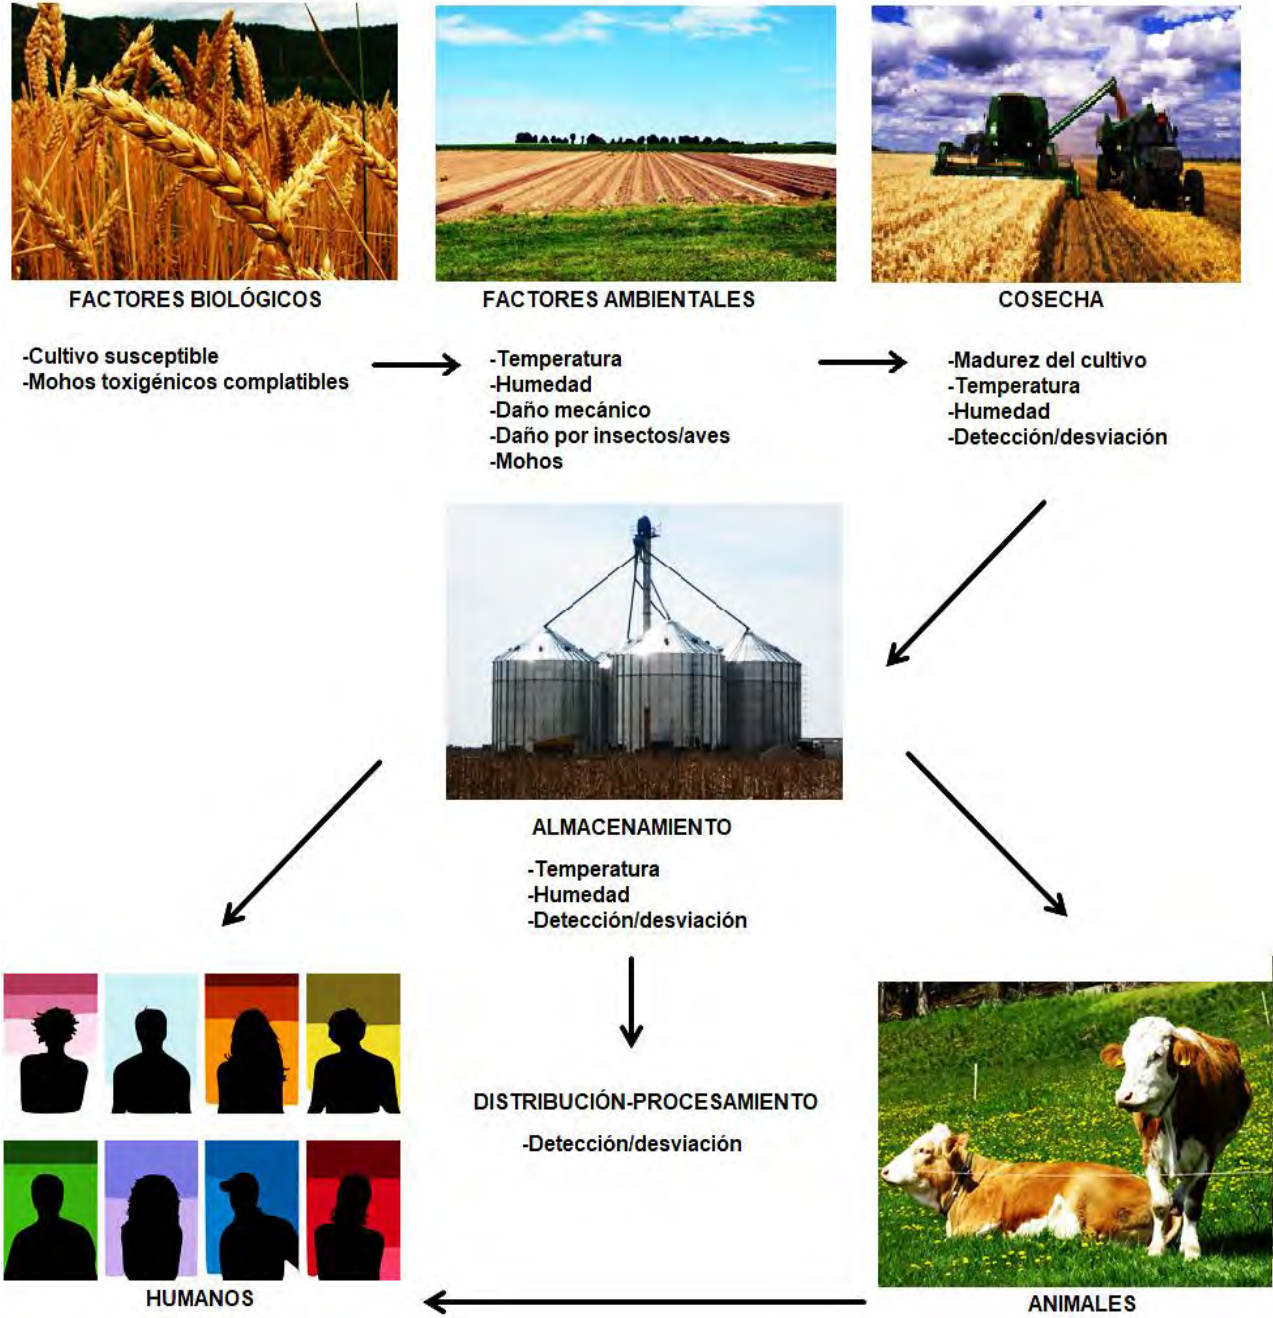 FACTORES BIOLÓGICOS
-Cultivo susceptible
-Mohos toxigénicos complatibles
FACTORES AMBIENTALES
-Temperatura
-Humedad
-Daño mecánico
-Daño por insectos/aves
-Mohos
COSECHA
-Madurez del cultivo
-Temperatura
-Humedad
-Detección/desviación
ALMACENAMIENTO
-Temperatura
-Humedad
-Detección/desviación
DISTRIBUCIÓN-PROCESAMIENTO
-Detección/desviación
HUMANOS
ANIMALES